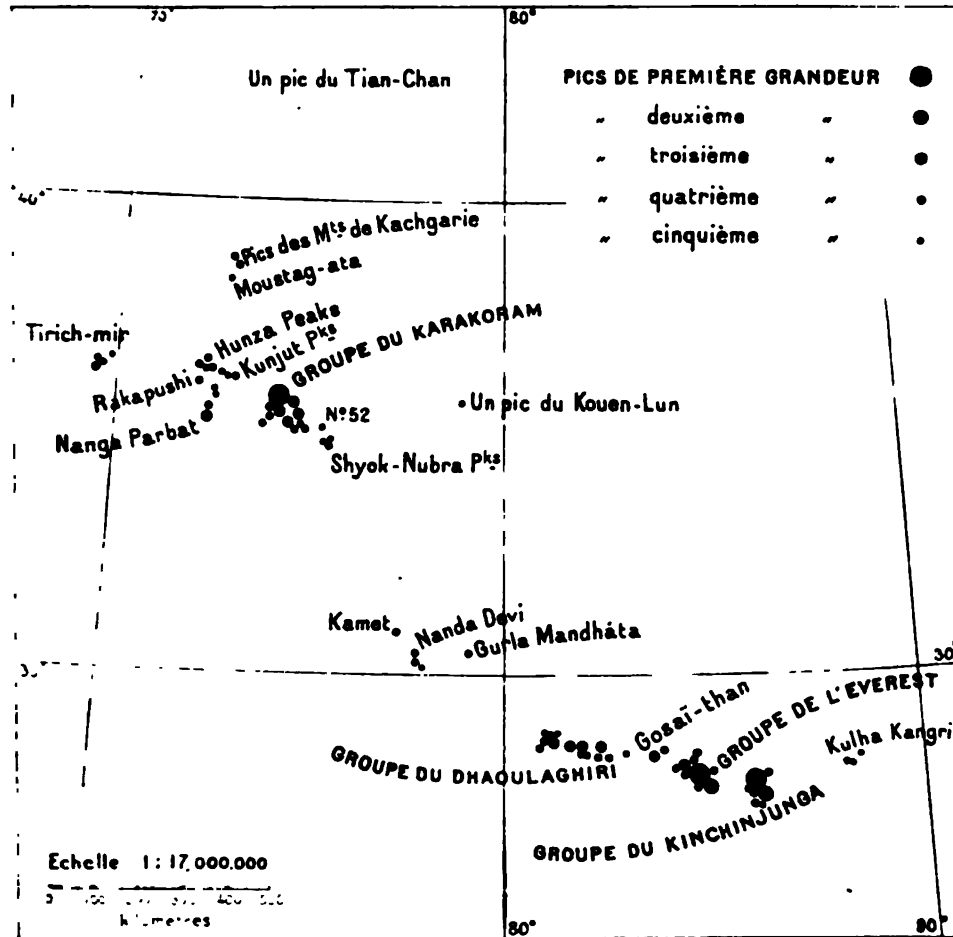 75° 80°
Un pic du Tian-Chan
PICS DE PREMIÈRE GRANDEUR
„ deuxième „
„ troisième „
„ quatrième „
„ cinquième „
40°
Pics des Mts de Kachgarie
Moustag-ata
Tirich-mir
Hunza Peaks
Kunjut Pks
Rakapushi
GROUPE DU KARAKORAM
Nanga Parbat
N°52
Un pic du Kouen-Lun
Shyok-Nubra Pks
Kamet
Nanda Devi
Gurla Mandháta
30°
Gosaï-than
GROUPE DE L'EVEREST
Kulha Kangri
GROUPE DU DHAOULAGHIRI
GROUPE DU KINCHINJUNGA
Echelle 1:17,000.000
kilometres
80° 90°